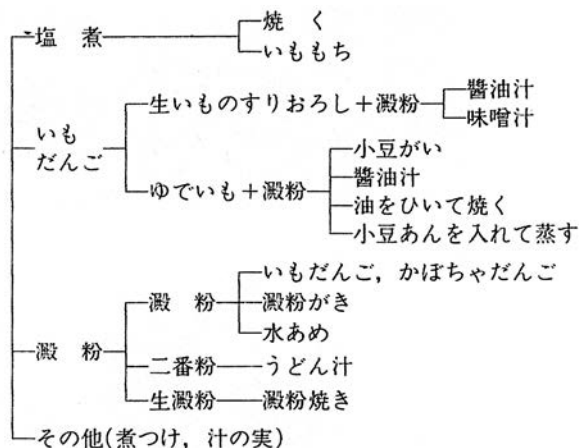 塩 煮
焼 く
いももち
いも
だんご
生いものすりおろし＋澱粉
醬油汁
味噌汁
ゆでいも＋澱粉
小豆がい
醬油汁
油をひいて焼く
小豆あんを入れて蒸す
澱 粉
澱 粉
いもだんご，かぼちゃだんご
澱粉がき
水あめ
二番粉
うどん汁
生澱粉
澱粉焼き
その他(煮つけ，汁の実)